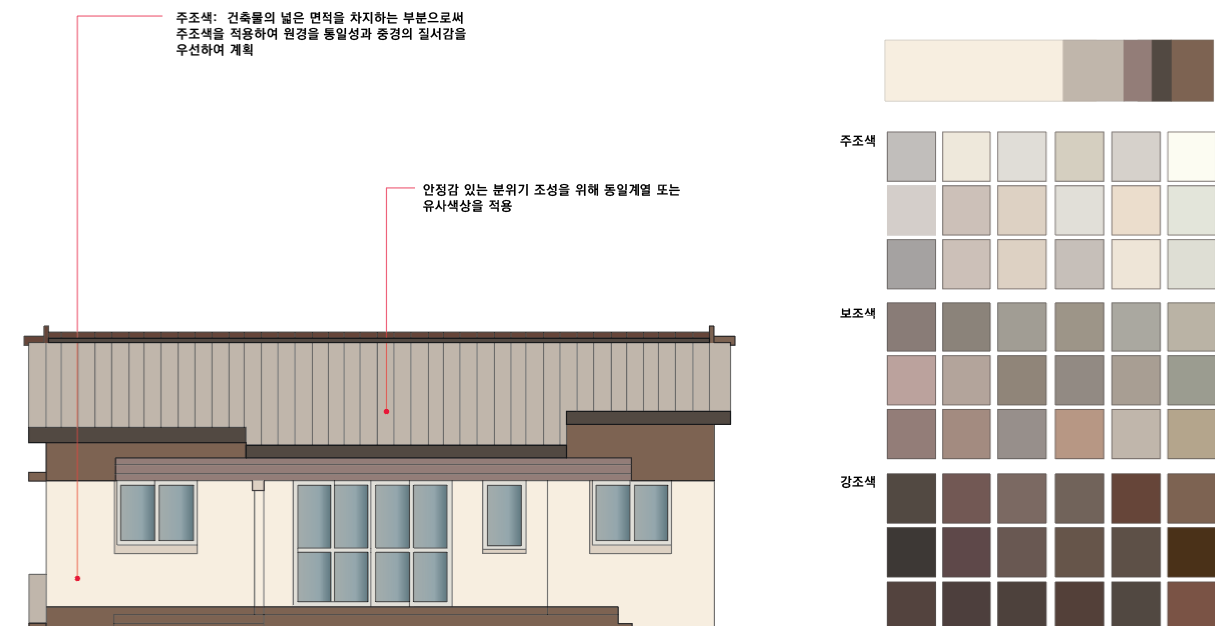 주조색: 건축물의 넓은 면적을 차지하는 부분으로써
주조색을 적용하여 원경을 통일성과 중경의 질서감을
우선하여 계획
안정감 있는 분위기 조성을 위해 동일계열 또는
유사색상을 적용
주조색
보조색
강조색